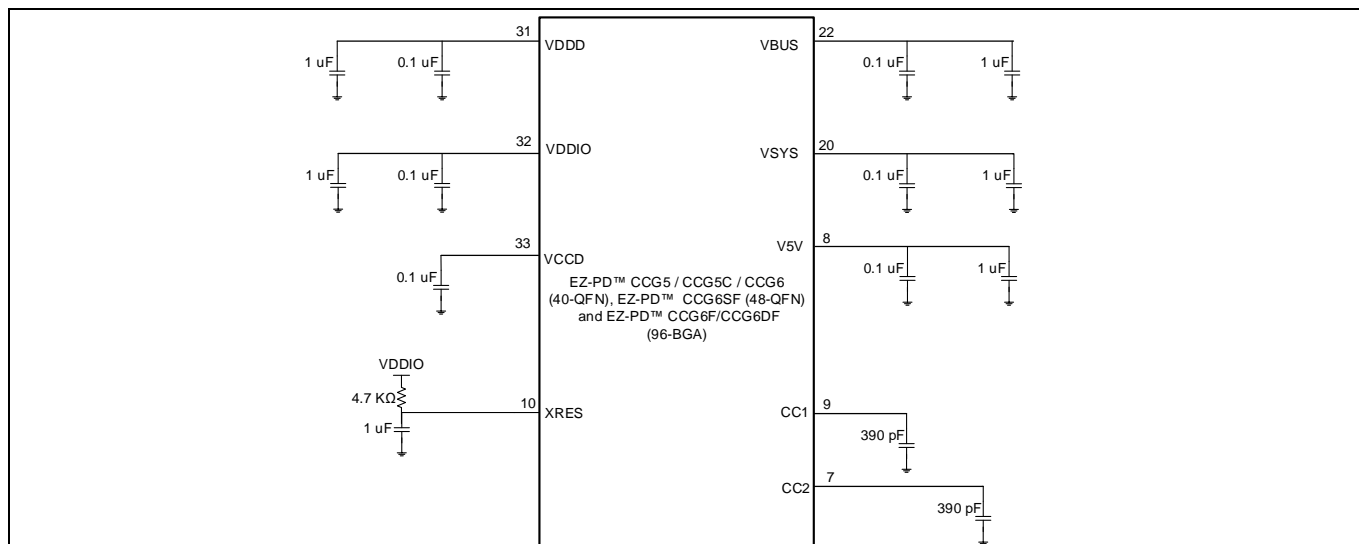 31
VDDD
VBUS
22
1 uF
0.1 uF
0.1 uF
1 uF
32
VDDIO
VSYS
20
1 uF
0.1 uF
0.1 uF
1 uF
33
VCCD
V5V
8
0.1 uF
0.1 uF
1 uF
EZ-PD™ CCG5 / CCG5C / CCG6
(40-QFN), EZ-PD™ CCG6SF (48-QFN)
and EZ-PD™ CCG6F/CCG6DF
(96-BGA)
VDDIO
4.7 KΩ
10
XRES
1 uF
CC1
9
390 pF
CC2
7
390 pF